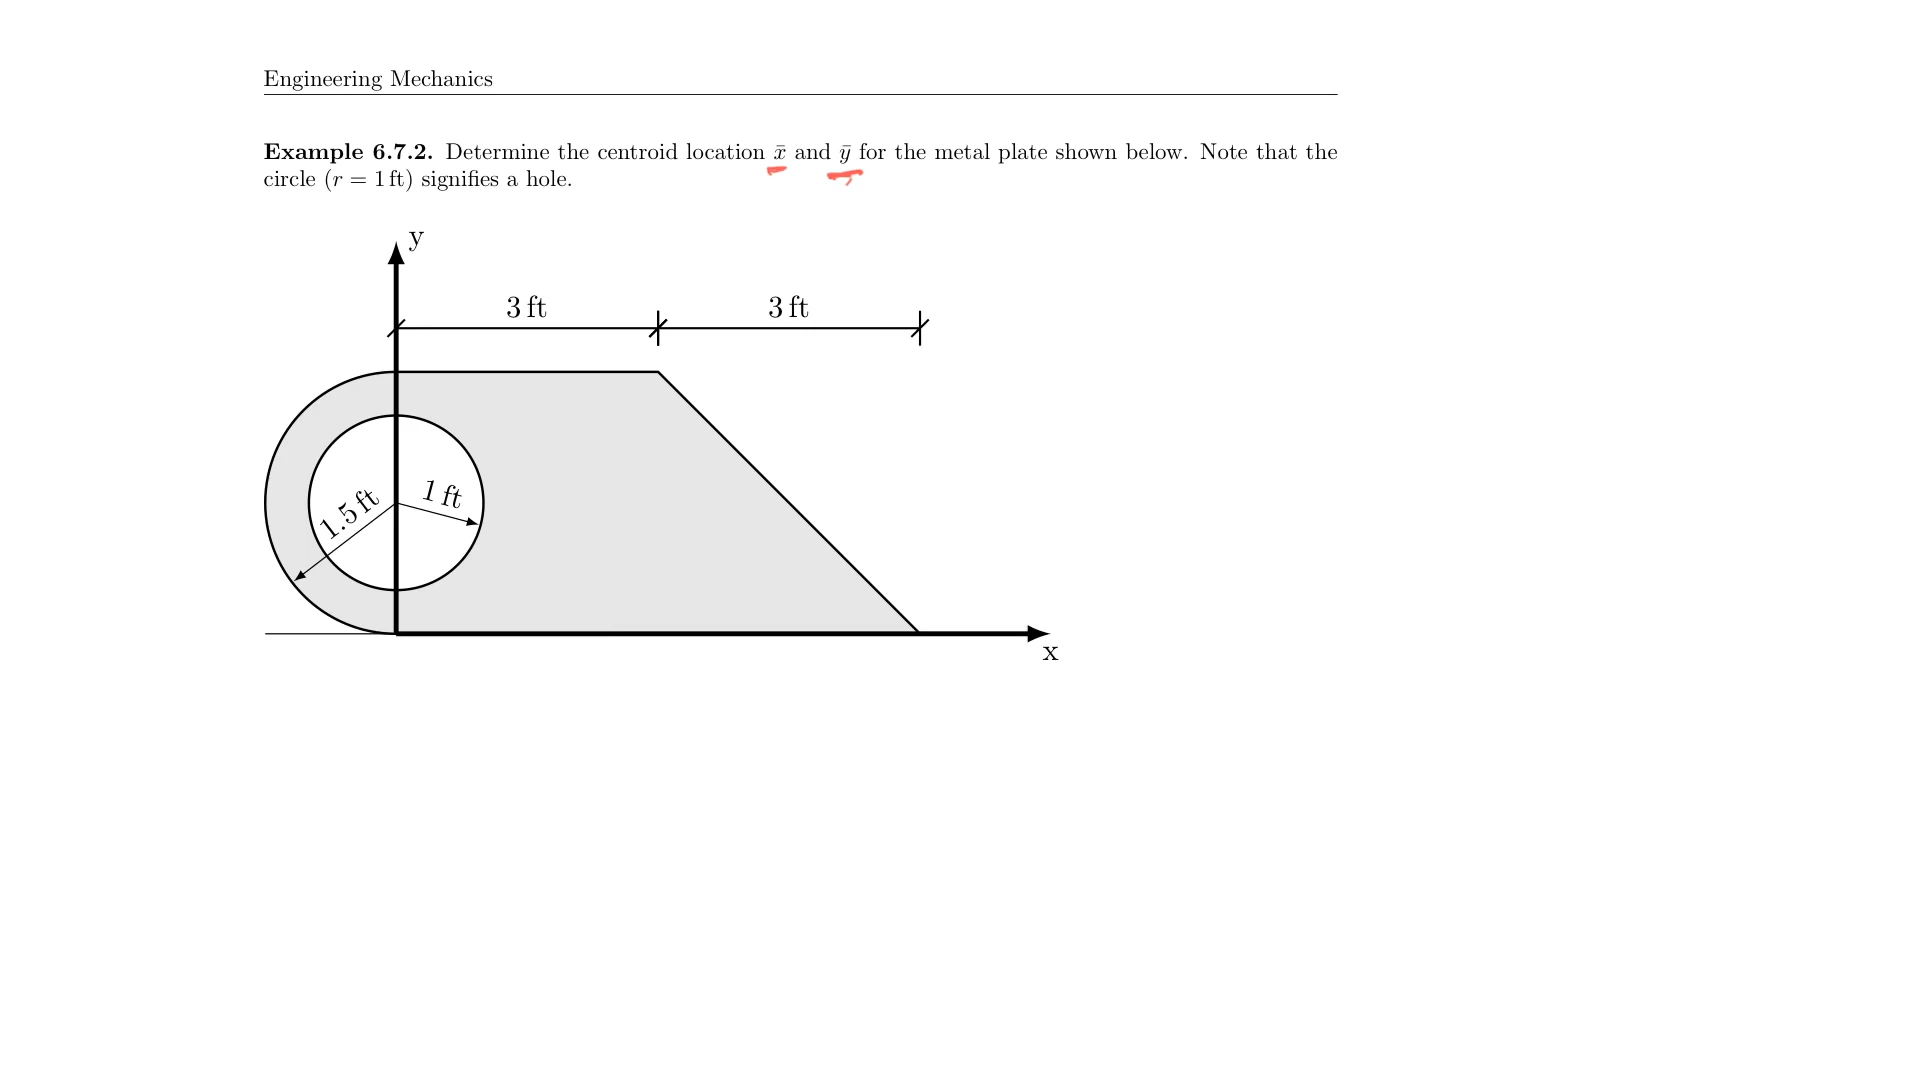 Engineering Mechanics
Example 6.7.2. Determine the centroid location x̄ and ȳ for the metal plate shown below. Note that the
circle (r = 1 ft) signifies a hole.
y
3 ft 3 ft
1.5 ft 1 ft
x